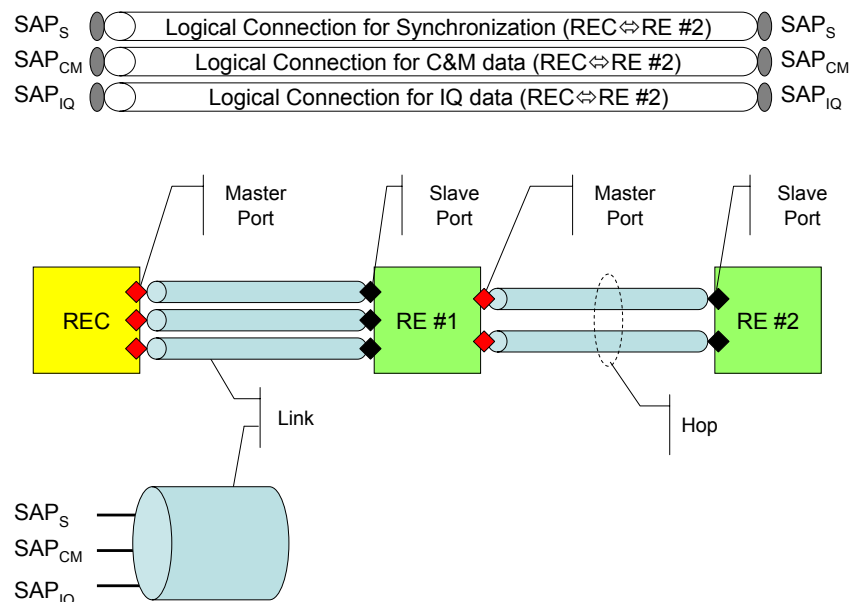 SAPS Logical Connection for Synchronization (REC⇔RE #2) SAPS
SAPCM Logical Connection for C&M data (REC⇔RE #2) SAPCM
SAPIQ Logical Connection for IQ data (REC⇔RE #2) SAPIQ
Master
Port
Slave
Port
Master
Port
Slave
Port
REC
RE #1
RE #2
Link
Hop
SAPS
SAPCM
SAPIQ